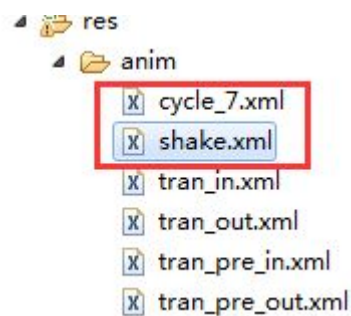 res
anim
cycle_7.xml
shake.xml
tran_in.xml
tran_out.xml
tran_pre_in.xml
tran_pre_out.xml